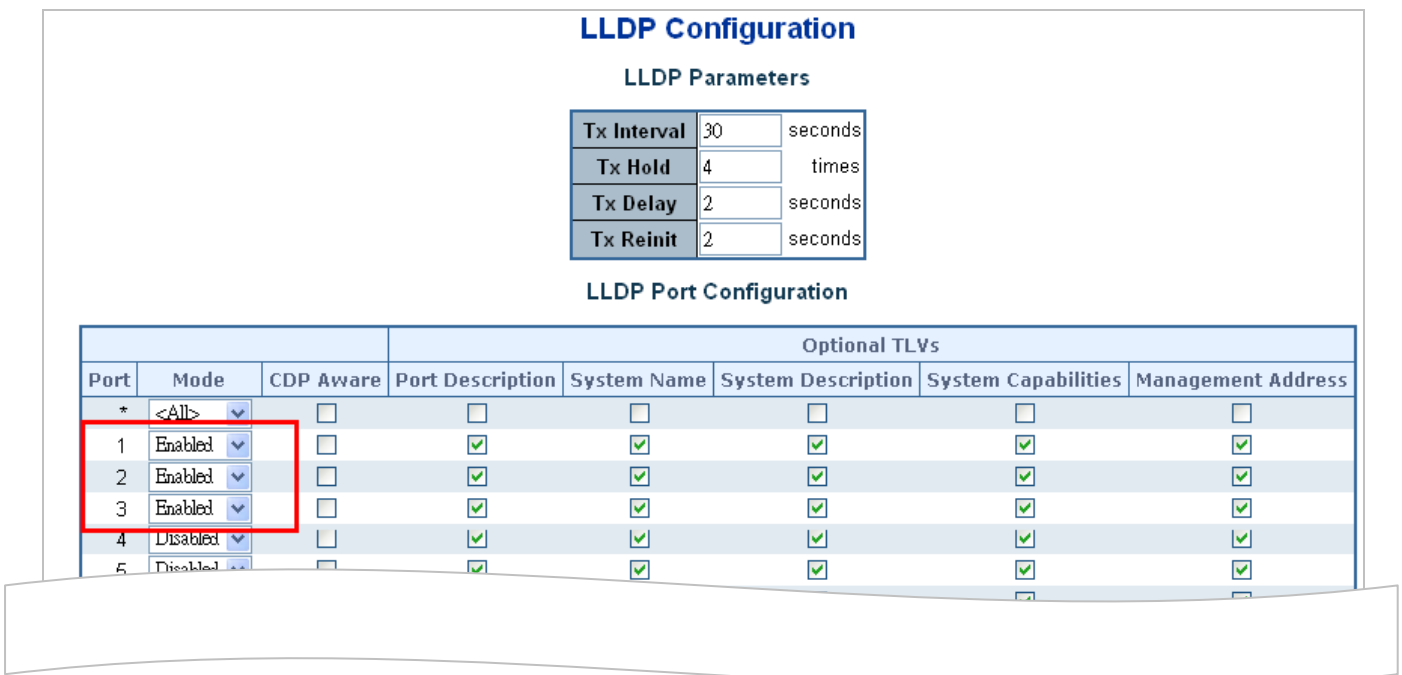 LLDP Configuration
LLDP Parameters
Tx Interval 30 seconds
Tx Hold 4 times
Tx Delay 2 seconds
Tx Reinit 2 seconds
LLDP Port Configuration
Optional TLVs
Port Mode CDP Aware Port Description System Name System Description System Capabilities Management Address
* <All>
1 Enabled
2 Enabled
3 Enabled
4 Disabled
5 Disabled